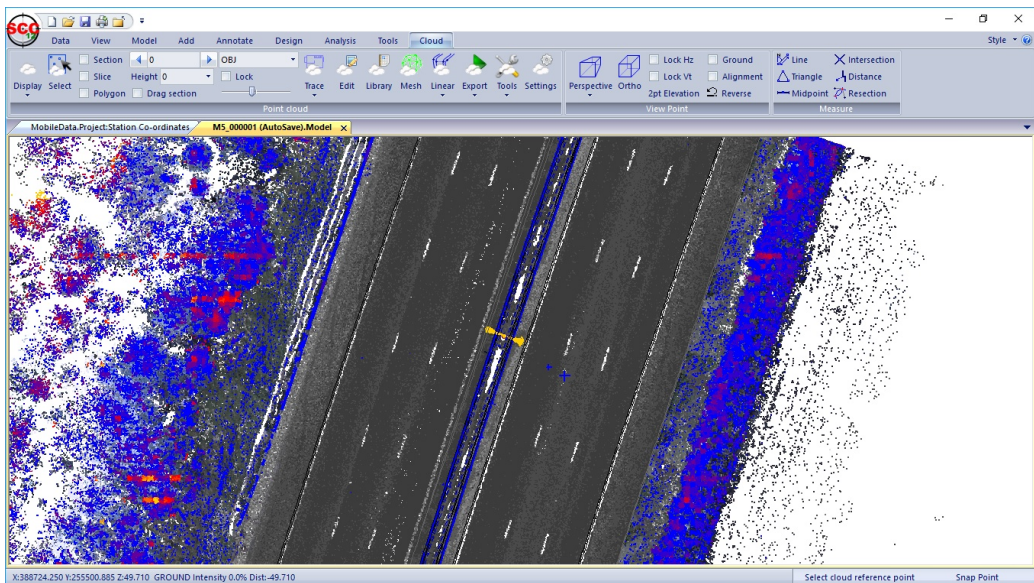 SCC
Data View Model Add Annotate Design Analysis Tools Cloud Style
Section 0 OBJ Lock Hz Ground Line Intersection
Slice Height 0 Lock Lock Vt Alignment Triangle Distance
Display Select Polygon Drag section Trace Edit Library Mesh Linear Export Tools Settings Perspective Ortho 2pt Elevation Reverse Midpoint Resection
Point cloud View Point Measure
MobileData.Project:Station Co-ordinates M5_000001 (AutoSave).Model x
X:388724.250 Y:255500.885 Z:49.710 GROUND Intensity 0.0% Dist:-49.710 Select cloud reference point Snap Point